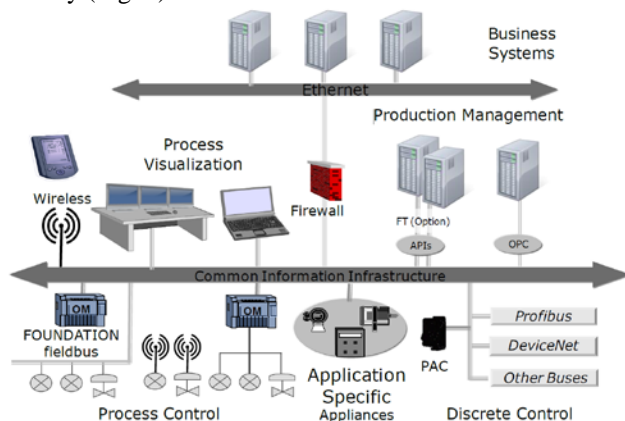 Business
Systems
Ethernet
Production Management
Process
Visualization
Wireless
Firewall
FT (Option)
APIs
OPC
Common Information Infrastructure
OM
OM
FOUNDATION
fieldbus
PAC
Profibus
DeviceNet
Other Buses
Application
Specific
Appliances
Process Control
Discrete Control